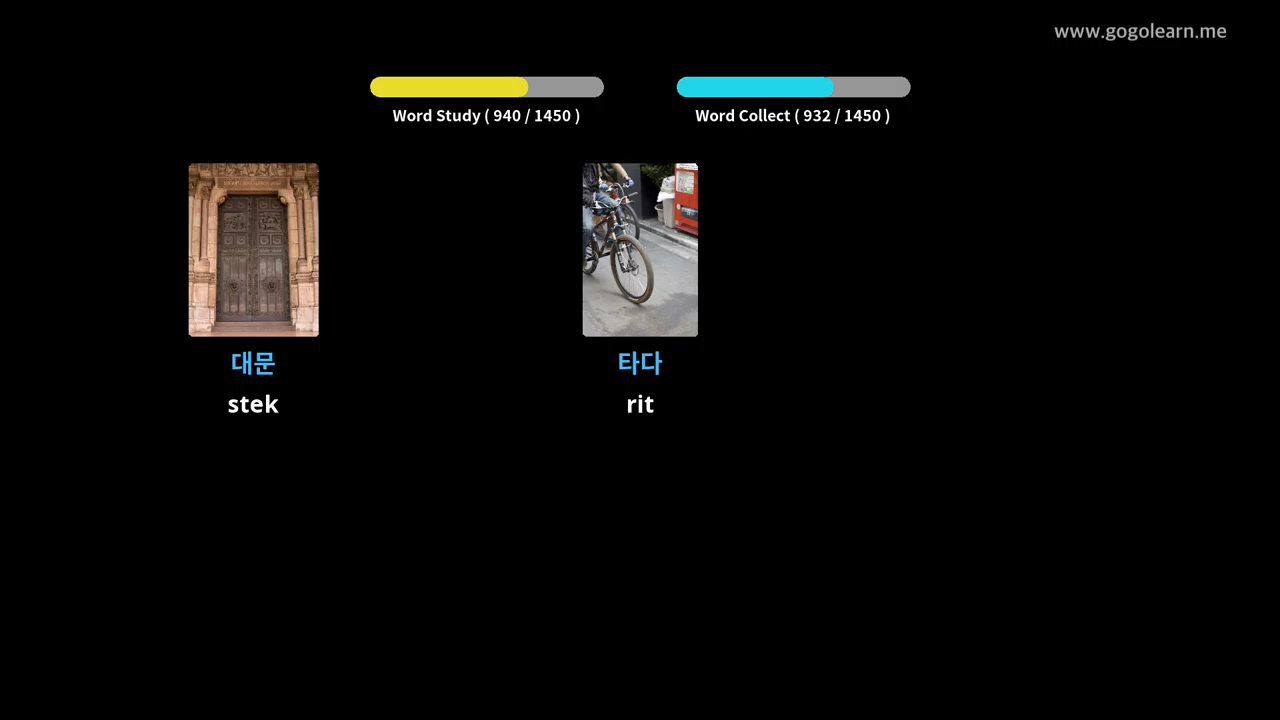 www.gogolearn.me
Word Study ( 940 / 1450 )
Word Collect ( 932 / 1450 )
대문
타다
stek
rit